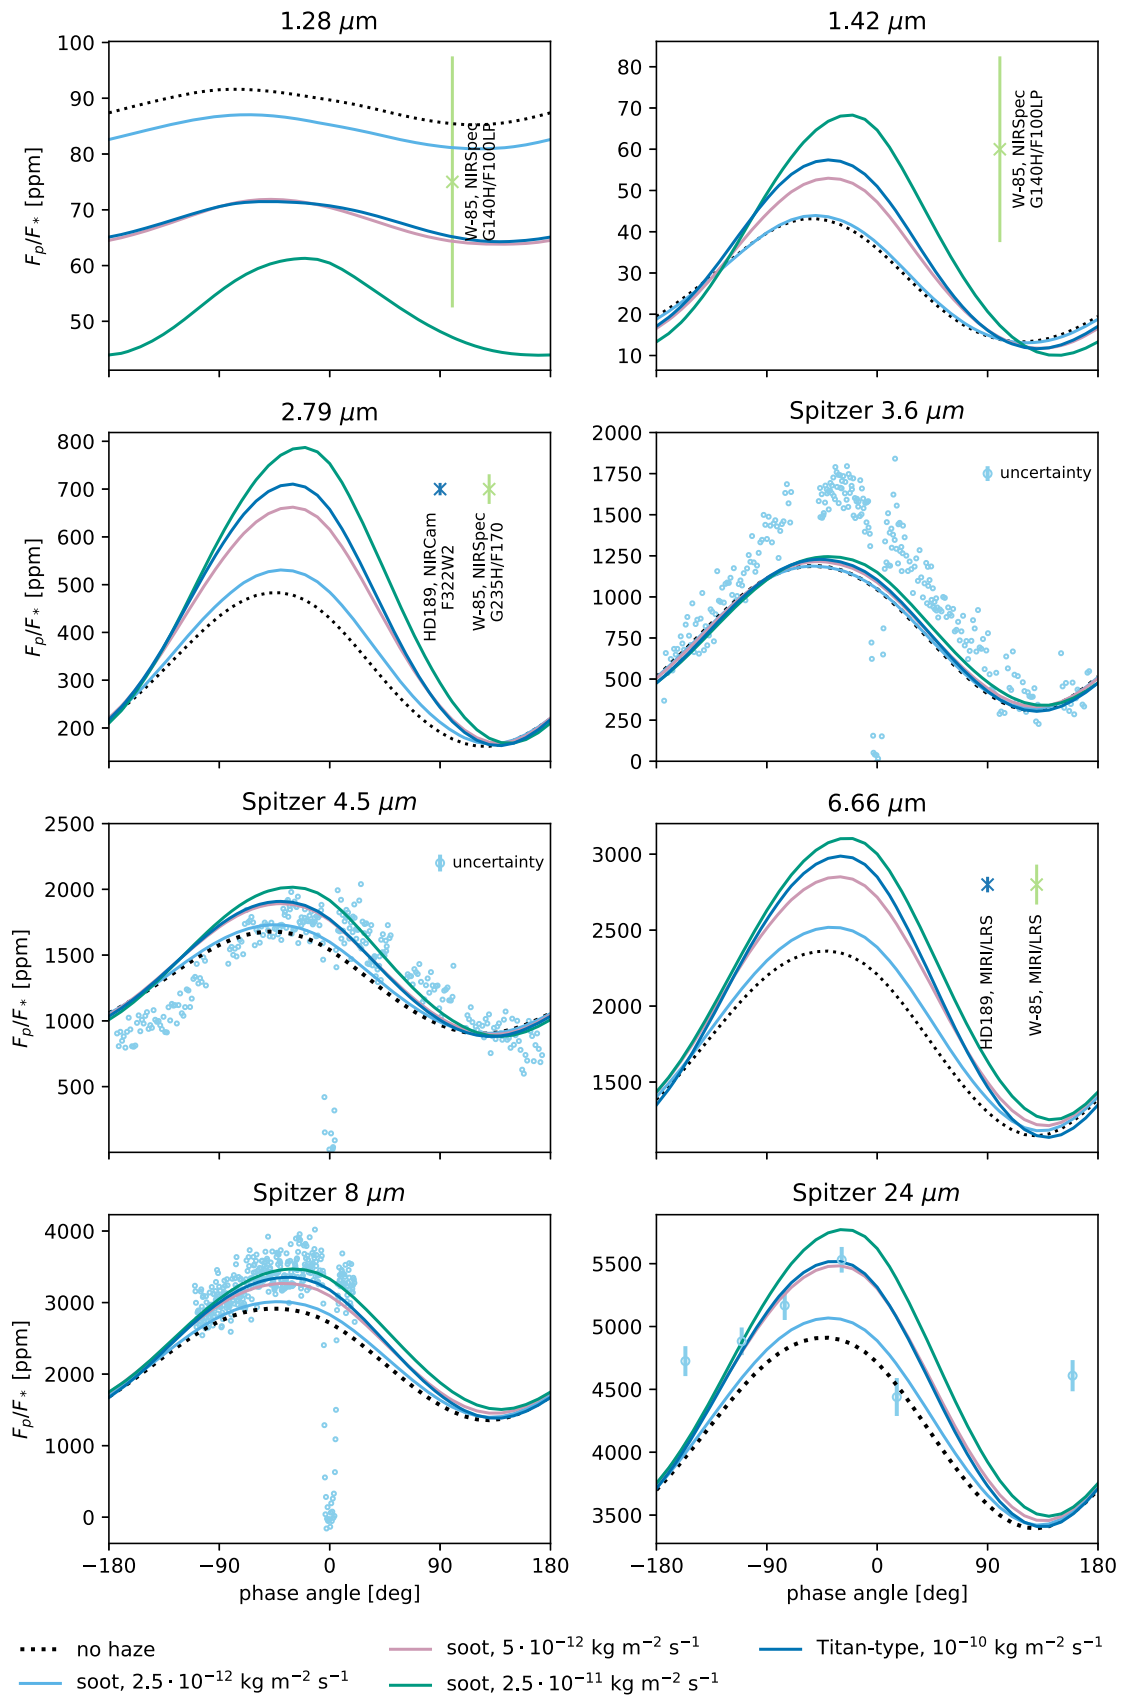 1.28 μm
1.42 μm
100
90
80
70
60
50
F_p/F_* [ppm]
W-85, NIRSpec
G140H/F100LP
80
70
60
50
40
30
20
10
W-85, NIRSpec
G140H/F100LP
2.79 μm
Spitzer 3.6 μm
800
700
600
500
400
300
200
F_p/F_* [ppm]
HD189, NIRCam
F322W2
W-85, NIRSpec
G235H/F170
2000
1750
1500
1250
1000
750
500
250
0
uncertainty
Spitzer 4.5 μm
6.66 μm
2500
2000
1500
1000
500
F_p/F_* [ppm]
uncertainty
3000
2500
2000
1500
HD189, MIRI/LRS
W-85, MIRI/LRS
Spitzer 8 μm
Spitzer 24 μm
4000
3000
2000
1000
0
F_p/F_* [ppm]
−180 −90 0 90 180
phase angle [deg]
5500
5000
4500
4000
3500
−180 −90 0 90 180
phase angle [deg]
no haze
soot, 2.5·10⁻¹² kg m⁻² s⁻¹
soot, 5·10⁻¹² kg m⁻² s⁻¹
soot, 2.5·10⁻¹¹ kg m⁻² s⁻¹
Titan-type, 10⁻¹⁰ kg m⁻² s⁻¹